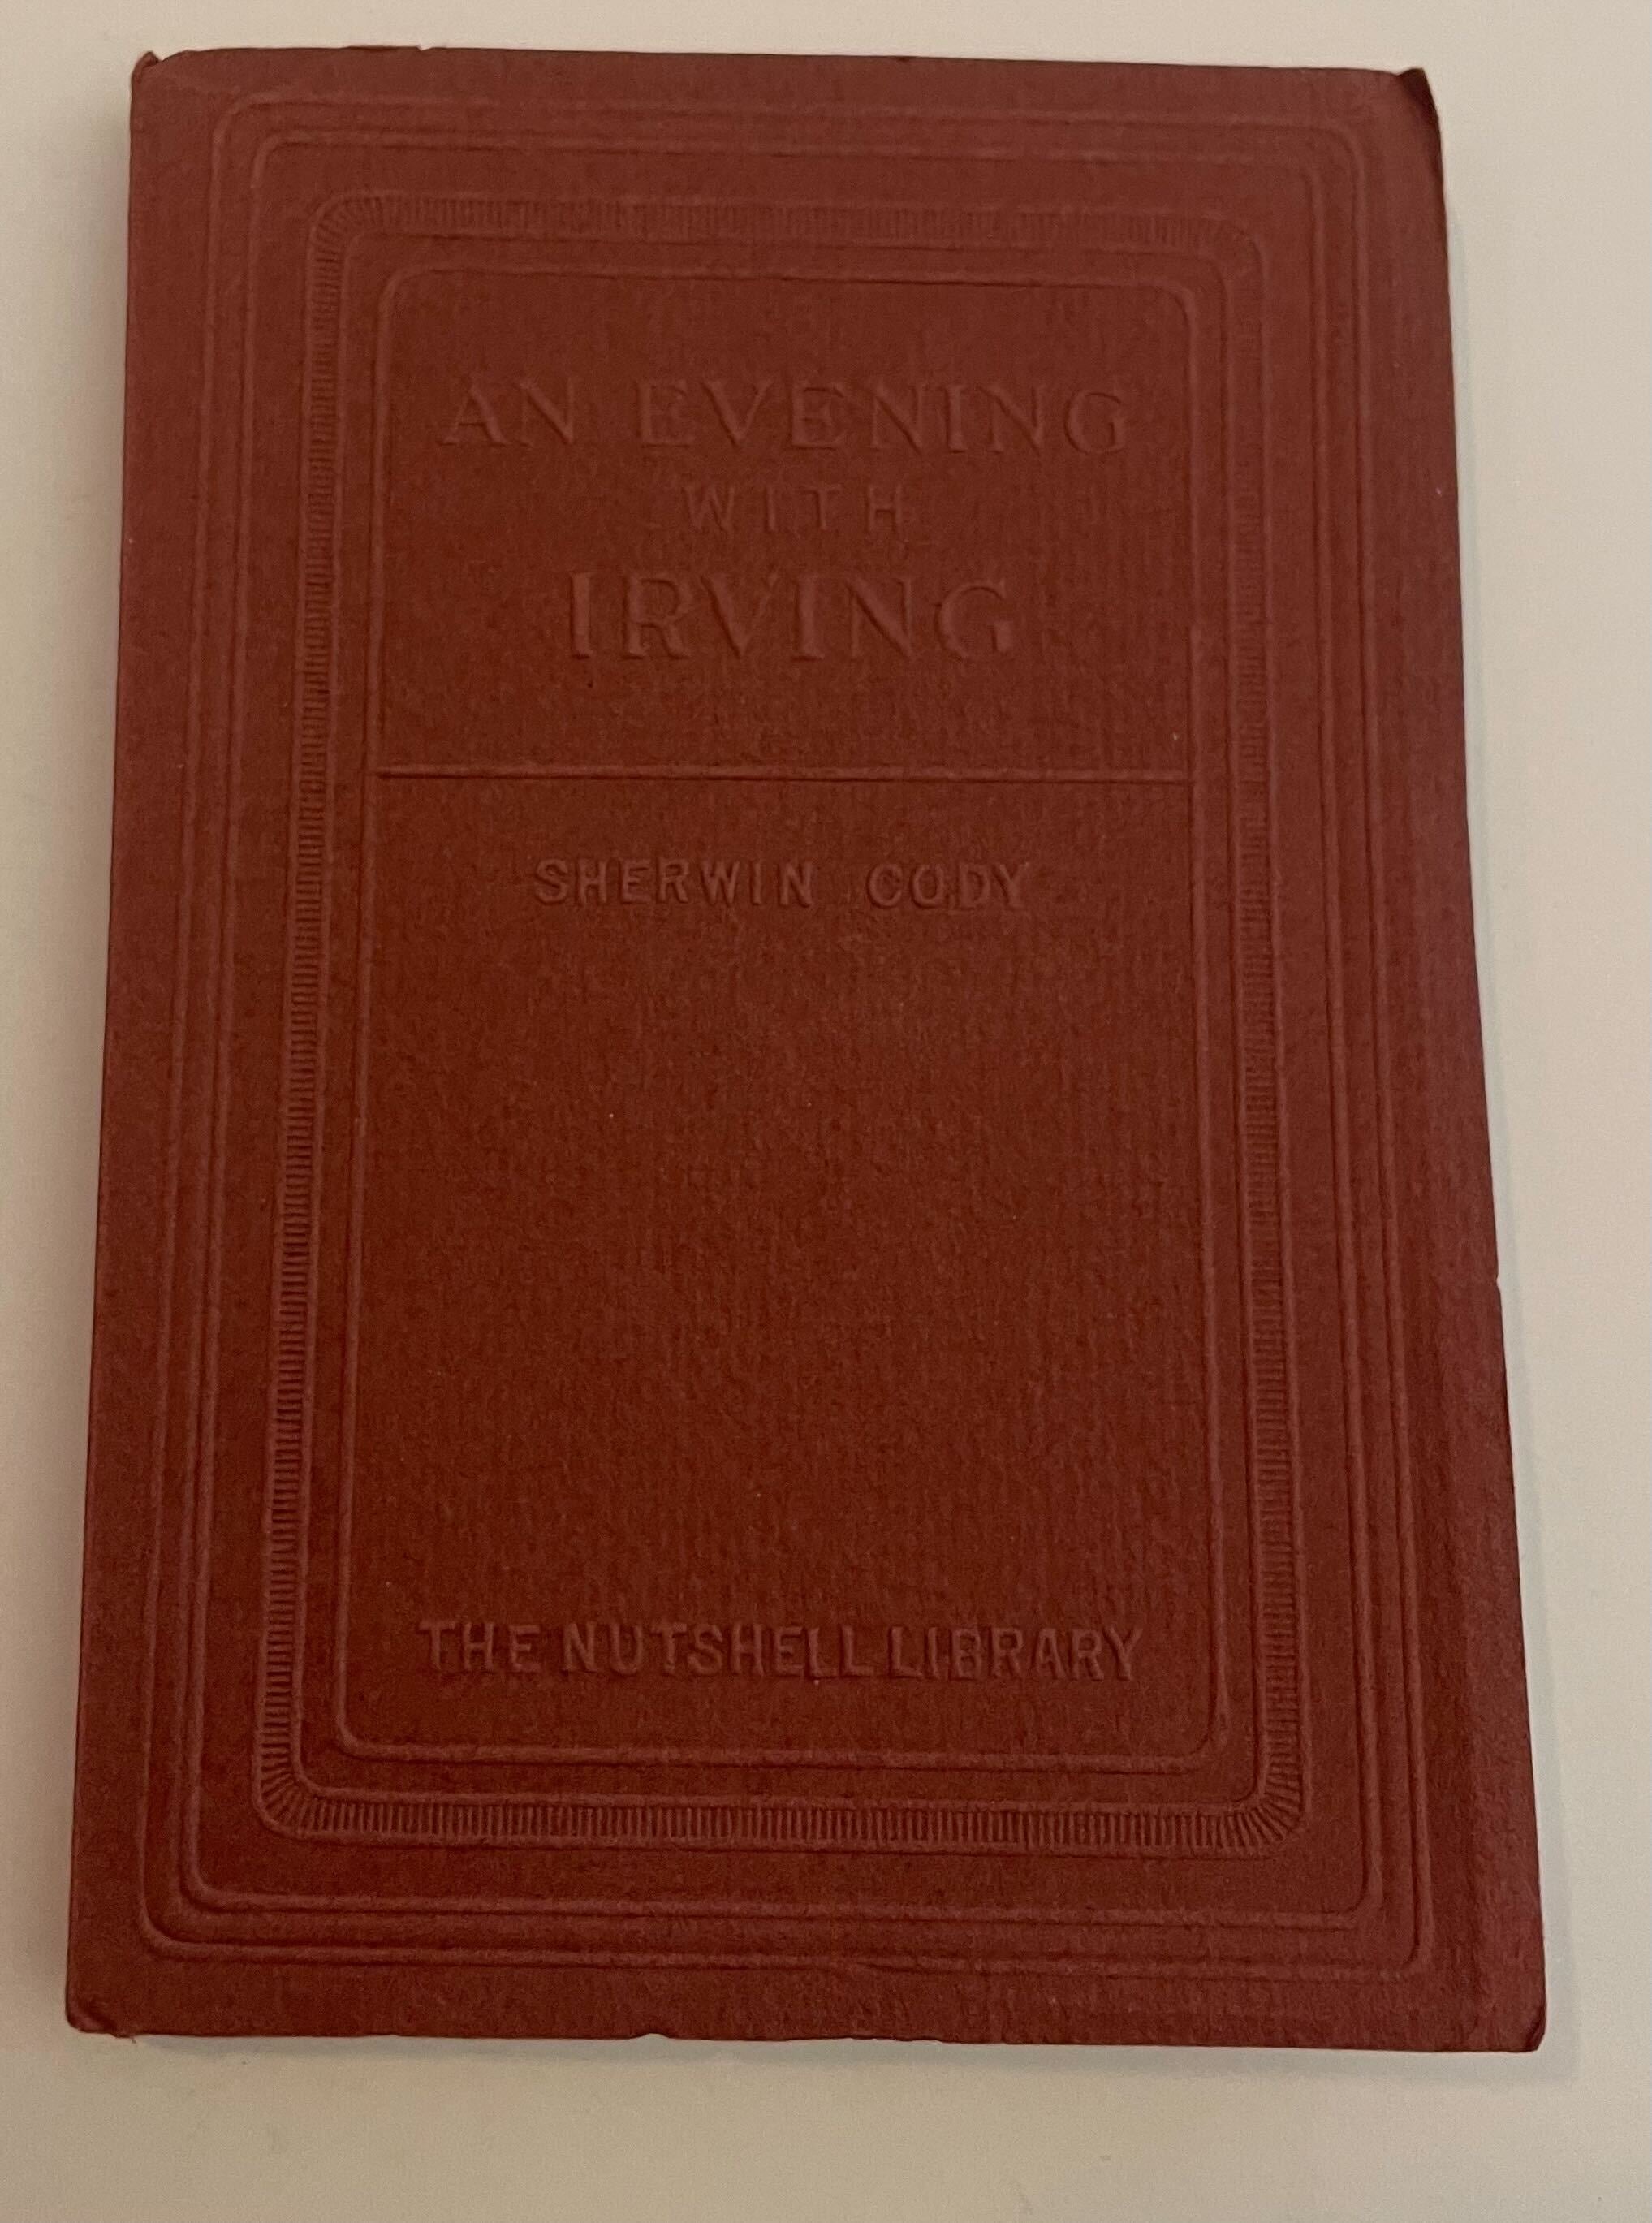 AN EVENING
WITH
IRVING
SHERWIN CODY
THE NUTSHELL LIBRARY